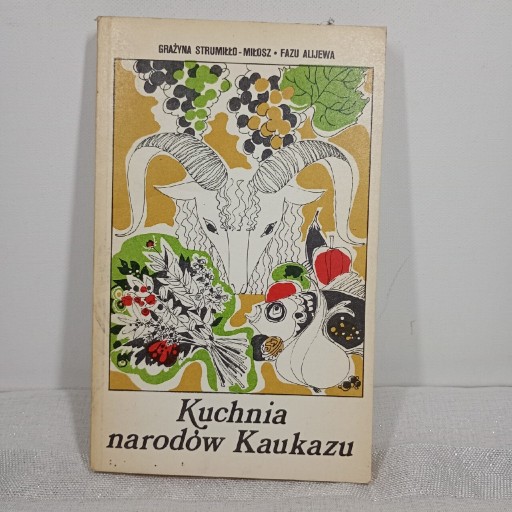 GRAŻYNA STRUMIŁŁO-MIŁOSZ • FAZU ALIJEWA
Kuchnia
narodów Kaukazu